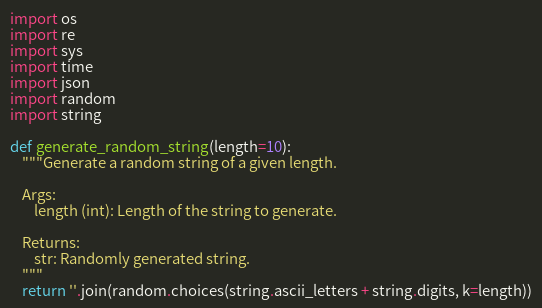 import os
import re
import sys
import time
import json
import random
import string

def generate_random_string(length=10):
    """Generate a random string of a given length.

    Args:
        length (int): Length of the string to generate.

    Returns:
        str: Randomly generated string.
    """
    return ''.join(random.choices(string.ascii_letters + string.digits, k=length))